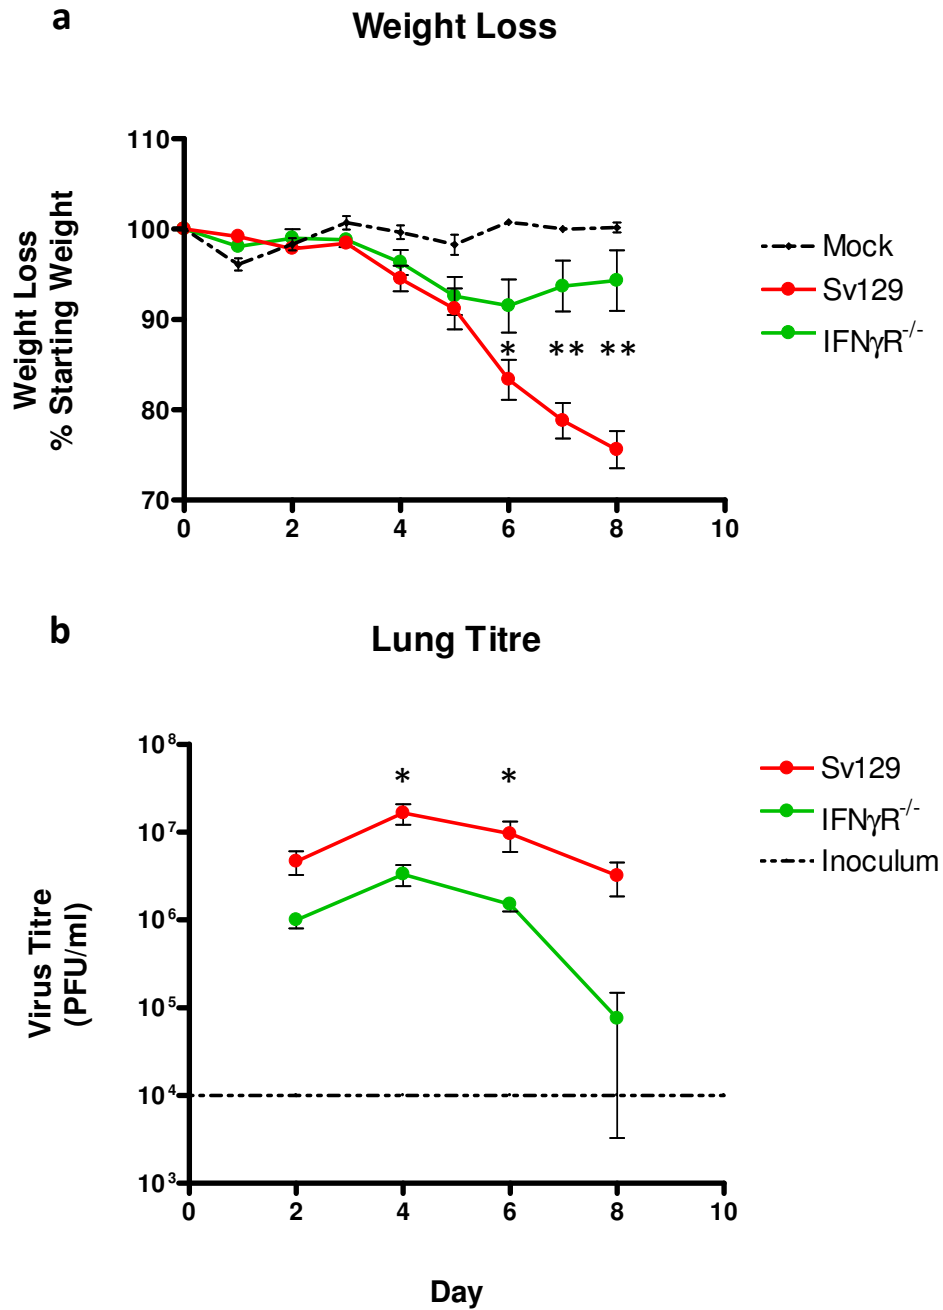 a
Weight Loss
Weight Loss
% Starting Weight
110
100
90
80
70
0
2
4
6
8
10
*
**
**
Mock
Sv129
IFNγR-/-
b
Lung Titre
Virus Titre
(PFU/ml)
10⁸
10⁷
10⁶
10⁵
10⁴
10³
0
2
4
6
8
10
*
*
Sv129
IFNγR-/-
Inoculum
Day